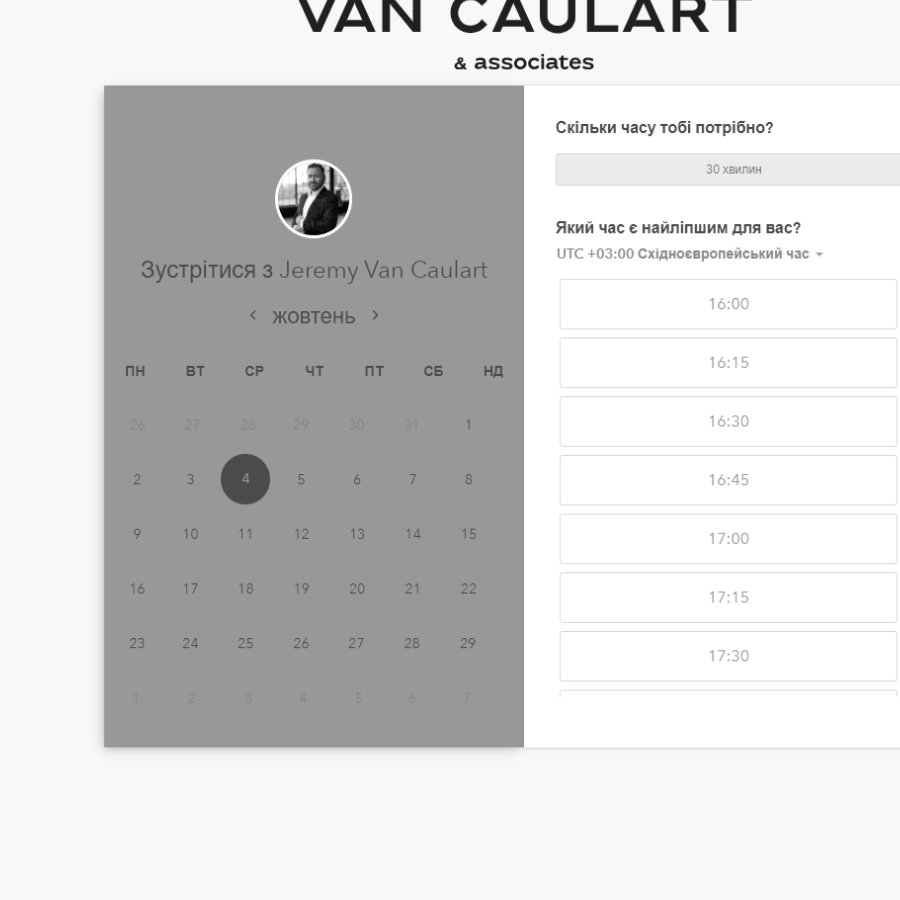 VAN CAULART
& associates
Зустрітися з Jeremy Van Caulart
жовтень
ПН ВТ СР ЧТ ПТ СБ НД
26 27 28 29 30 31 1
2 3 4 5 6 7 8
9 10 11 12 13 14 15
16 17 18 19 20 21 22
23 24 25 26 27 28 29
1 2 3 4 5 6 7
Скільки часу тобі потрібно?
30 хвилин
Який час є найліпшим для вас?
UTC +03:00 Східноєвропейський час
16:00
16:15
16:30
16:45
17:00
17:15
17:30